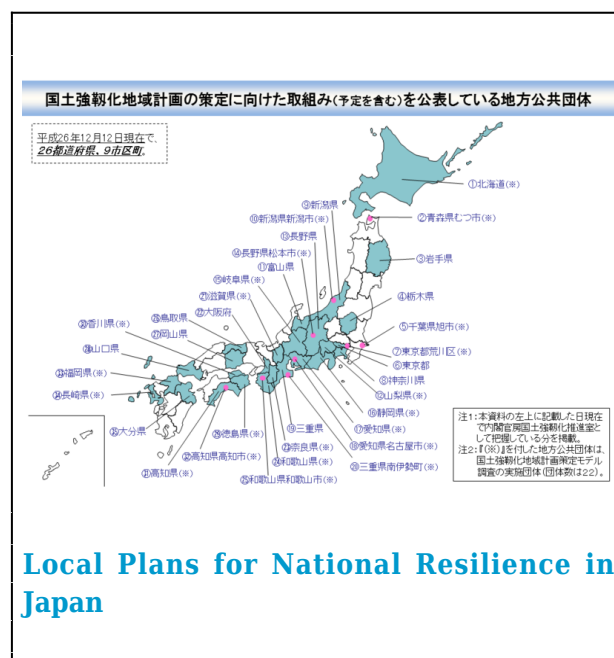 国土強靱化地域計画の策定に向けた取組み(予定を含む)を公表している地方公共団体
平成26年12月12日現在で、
26都道府県、9市区町。
①北海道(※)
⑨新潟県
⑩新潟県新潟市(※)
②青森県むつ市(※)
⑬長野県
⑭長野県松本市(※)
③岩手県
⑪富山県
⑮岐阜県(※)
㉑滋賀県(※)
④栃木県
㉒大阪府
㉖鳥取県
⑤千葉県旭市(※)
㉚香川県(※)
㉗岡山県
⑦東京都荒川区(※)
㉘山口県
⑥東京都
㉝福岡県(※)
⑧神奈川県
⑫山梨県(※)
㉞長崎県(※)
⑯静岡県(※)
⑲三重県
⑰愛知県(※)
㉟大分県
㉙徳島県(※)
㉓奈良県(※)
⑱愛知県名古屋市(※)
㉜高知県高知市(※)
㉔和歌山県(※)
⑳三重県南伊勢町(※)
㉛高知県(※)
㉕和歌山県和歌山市(※)
注1:本資料の左上に記載した日現在
で内閣官房国土強靱化推進室と
して把握している分を掲載。
注2:『(※)』を付した地方公共団体は、
国土強靱化地域計画策定モデル
調査の実施団体(団体数は22)。
Local Plans for National Resilience in
Japan